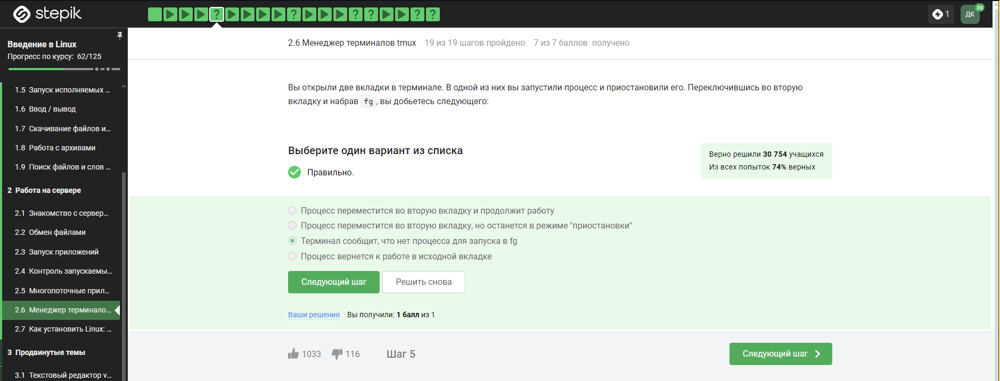 stepik
? ? ? ? ? ?
1
ДК
20
Введение в Linux
Прогресс по курсу: 62/125
1.5 Запуск исполняемых ...
1.6 Ввод / вывод
1.7 Скачивание файлов и...
1.8 Работа с архивами
1.9 Поиск файлов и слов ...
2 Работа на сервере
2.1 Знакомство с сервер...
2.2 Обмен файлами
2.3 Запуск приложений
2.4 Контроль запускаемы...
2.5 Многопоточные прил...
2.6 Менеджер терминало...
2.7 Как установить Linux: ...
3 Продвинутые темы
3.1 Текстовый редактор v...
2.6 Менеджер терминалов tmux 19 из 19 шагов пройдено 7 из 7 баллов получено
Вы открыли две вкладки в терминале. В одной из них вы запустили процесс и приостановили его. Переключившись во вторую
вкладку и набрав fg, вы добьетесь следующего:
Выберите один вариант из списка
Правильно.
Верно решили 30 754 учащихся
Из всех попыток 74% верных
Процесс переместится во вторую вкладку и продолжит работу
Процесс переместится во вторую вкладку, но останется в режиме "приостановки"
Терминал сообщит, что нет процесса для запуска в fg
Процесс вернется к работе в исходной вкладке
Следующий шаг
Решить снова
Ваши решения Вы получили: 1 балл из 1
1033 116 Шаг 5
Следующий шаг